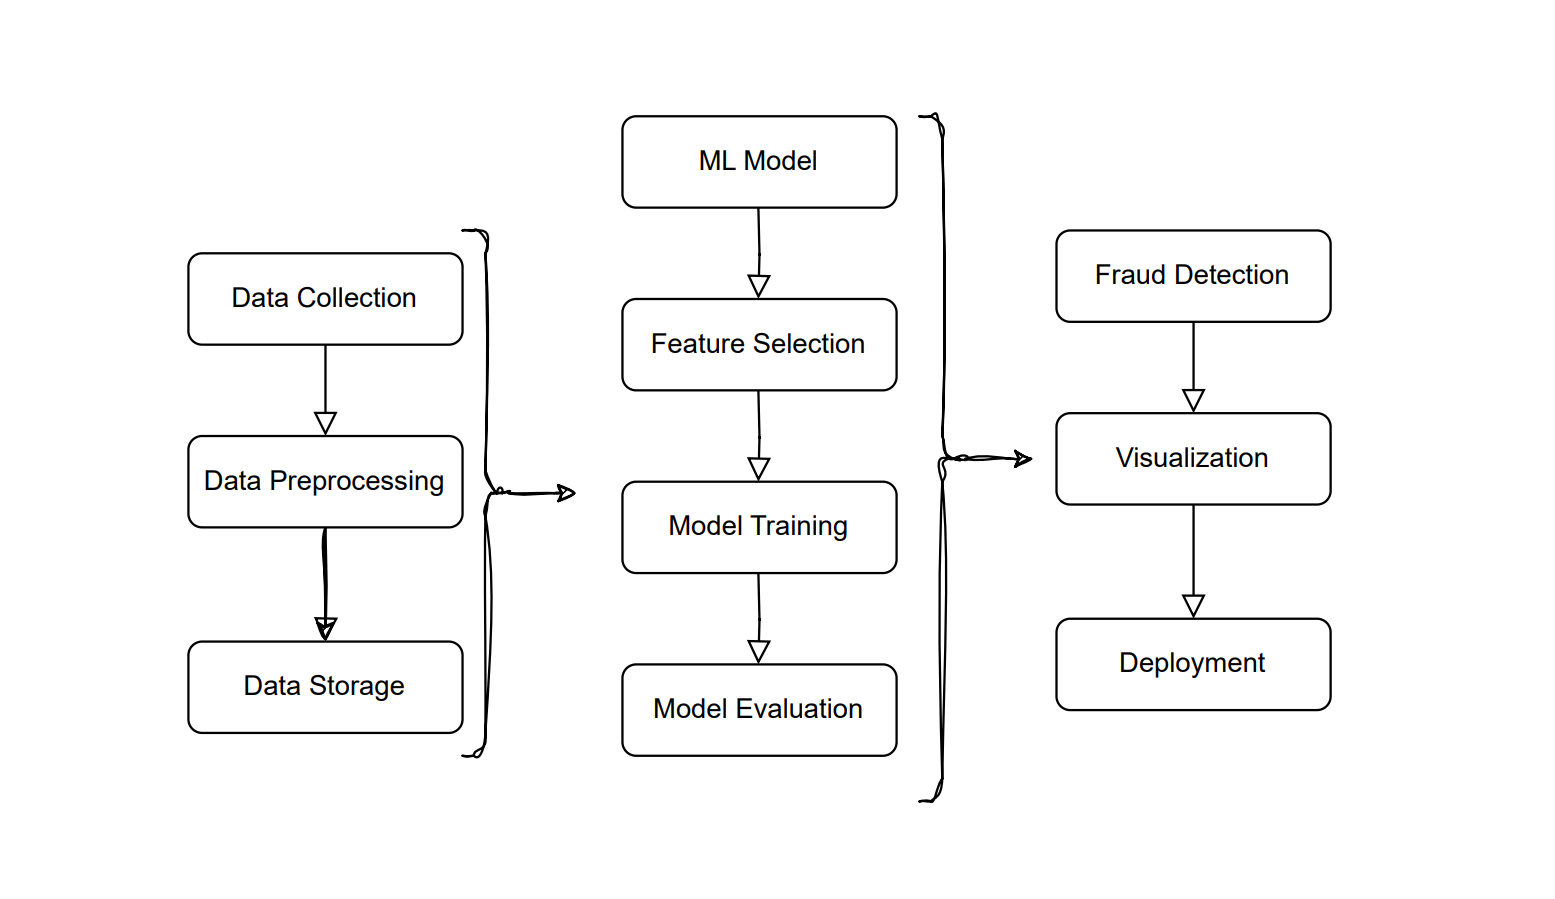 Data Collection
Data Preprocessing
Data Storage
ML Model
Feature Selection
Model Training
Model Evaluation
Fraud Detection
Visualization
Deployment